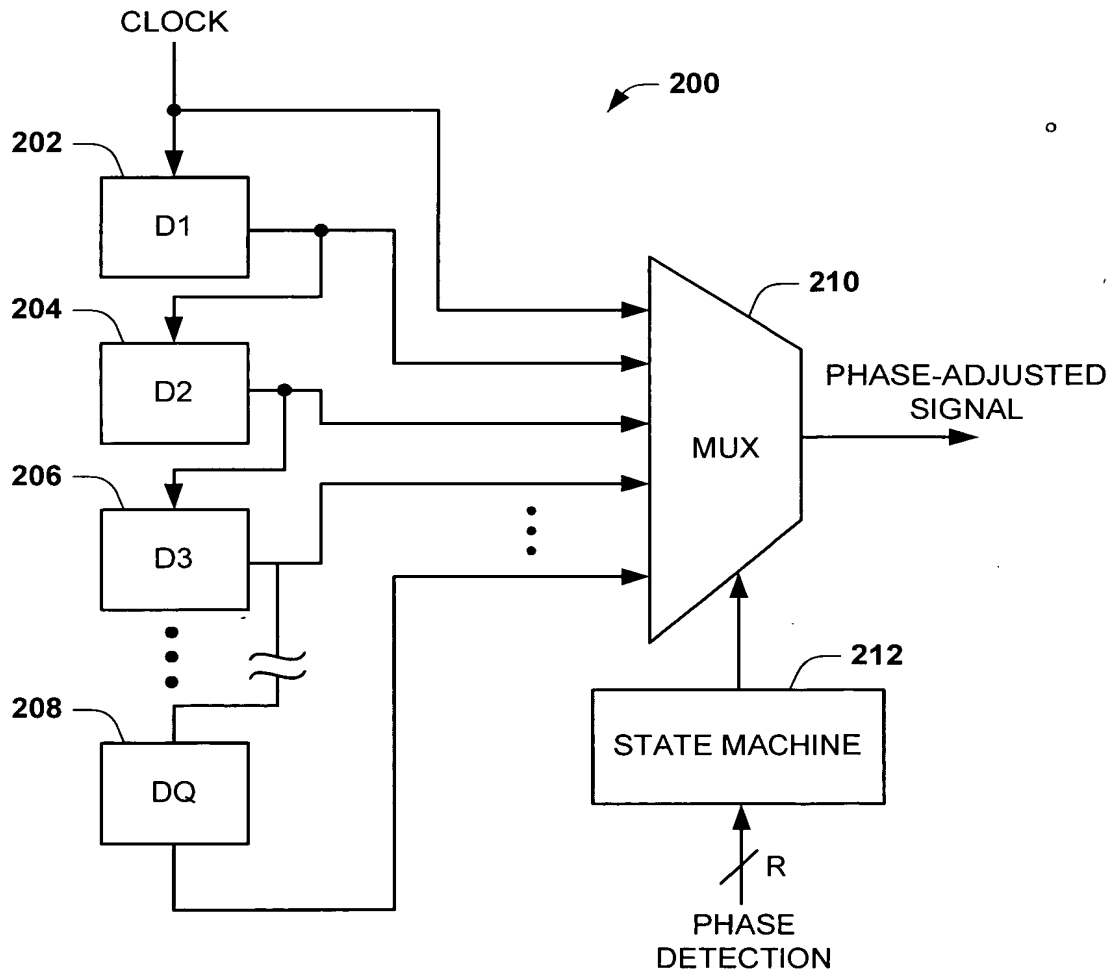 CLOCK
200
202
D1
204
D2
210
PHASE-ADJUSTED
SIGNAL
MUX
206
D3
212
208
STATE MACHINE
DQ
R
PHASE
DETECTION